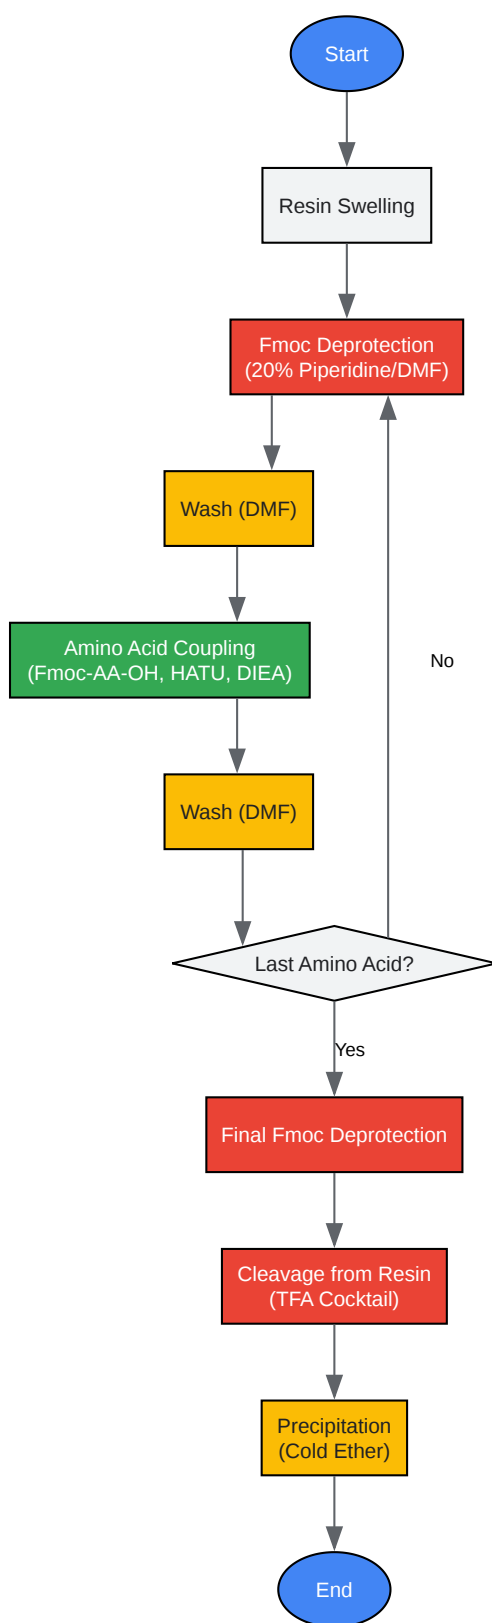 Start
Resin Swelling
Fmoc Deprotection
(20% Piperidine/DMF)
Wash (DMF)
Amino Acid Coupling
(Fmoc-AA-OH, HATU, DIEA)
No
Wash (DMF)
Last Amino Acid?
Yes
Final Fmoc Deprotection
Cleavage from Resin
(TFA Cocktail)
Precipitation
(Cold Ether)
End